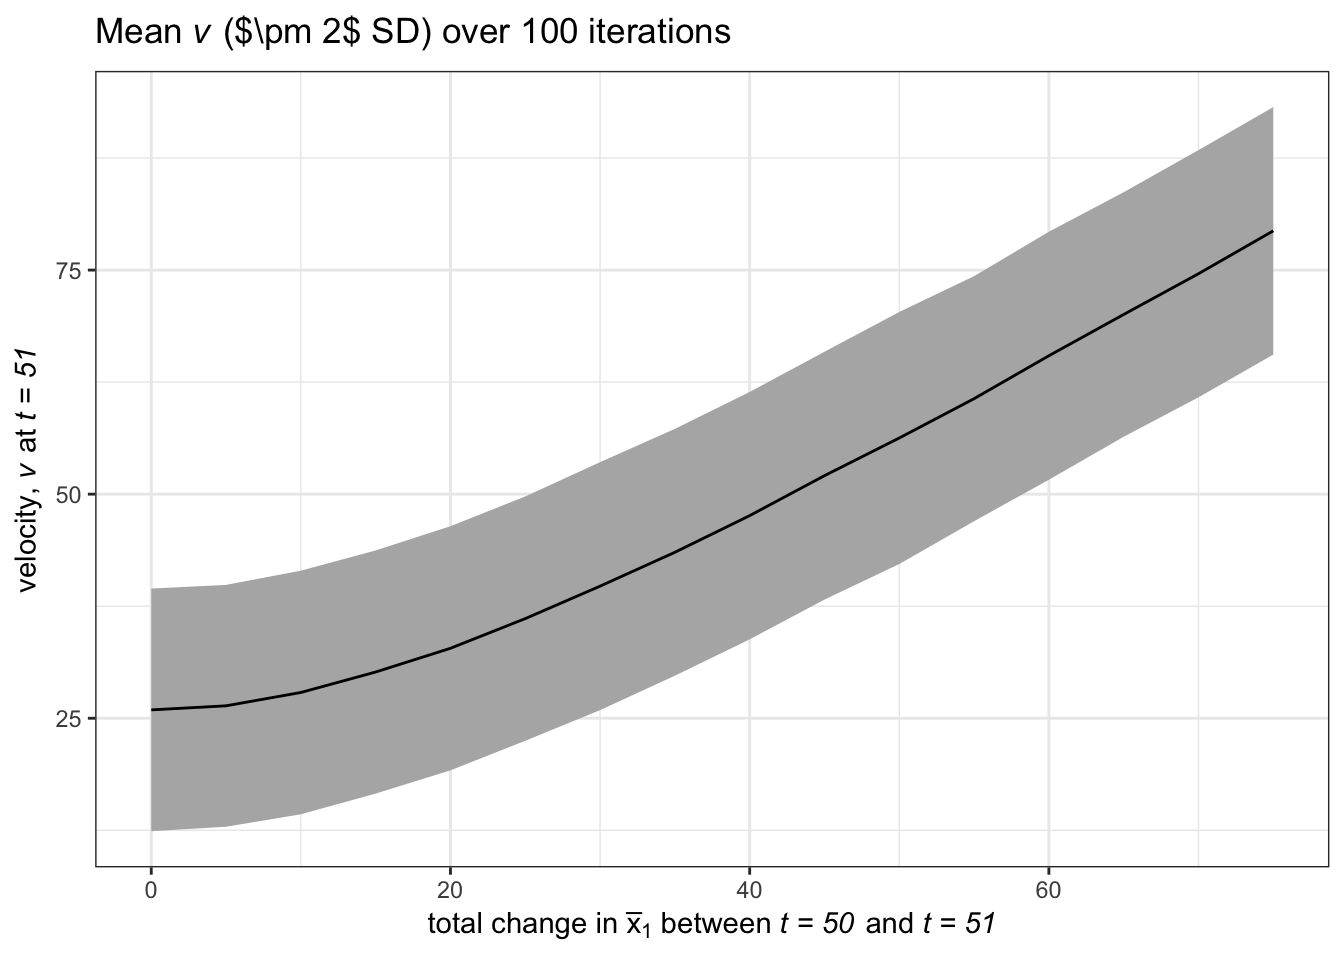 Mean v ($\pm 2$ SD) over 100 iterations
velocity, v at t = 51
75
50
25
0 20 40 60
total change in x̅₁ between t = 50 and t = 51